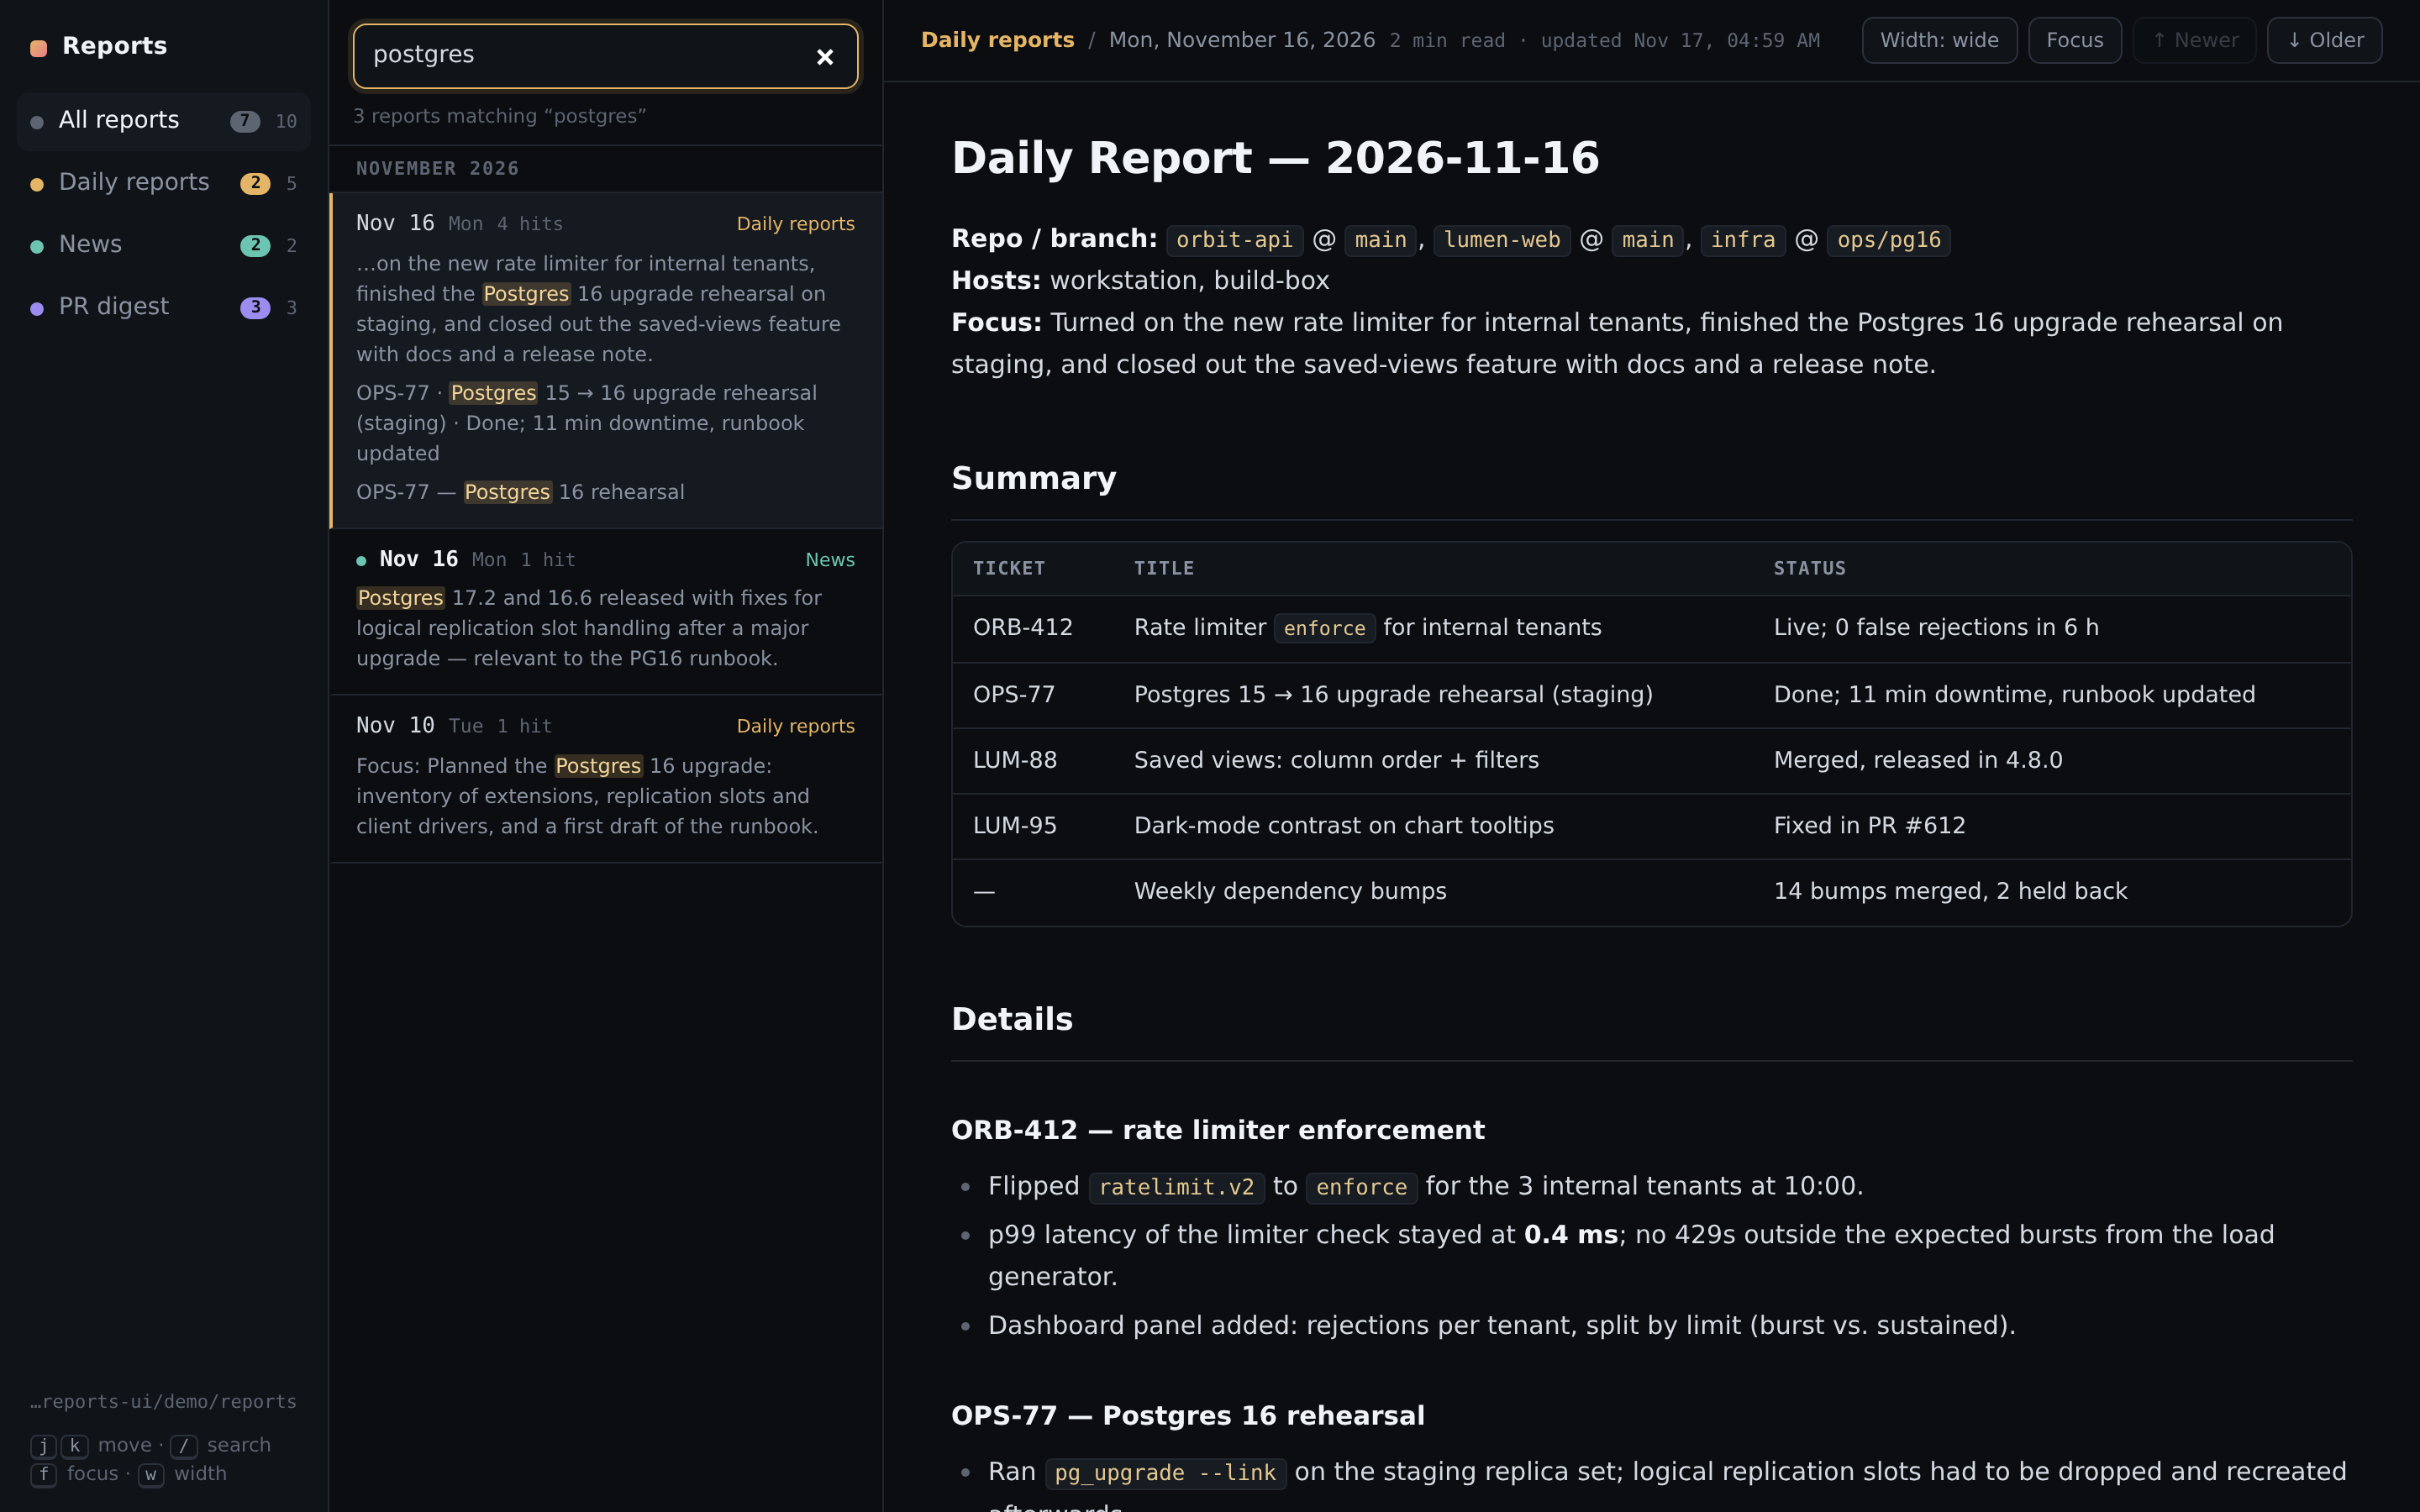 Reports
All reports 7 10
Daily reports 2 5
News 2 2
PR digest 3 3
…reports-ui/demo/reports
j k move · / search
f focus · w width
postgres ×
3 reports matching “postgres”
NOVEMBER 2026
Nov 16 Mon 4 hits Daily reports
…on the new rate limiter for internal tenants,
finished the Postgres 16 upgrade rehearsal on
staging, and closed out the saved-views feature
with docs and a release note.
OPS-77 · Postgres 15 → 16 upgrade rehearsal
(staging) · Done; 11 min downtime, runbook
updated
OPS-77 — Postgres 16 rehearsal
Nov 16 Mon 1 hit News
Postgres 17.2 and 16.6 released with fixes for
logical replication slot handling after a major
upgrade — relevant to the PG16 runbook.
Nov 10 Tue 1 hit Daily reports
Focus: Planned the Postgres 16 upgrade:
inventory of extensions, replication slots and
client drivers, and a first draft of the runbook.
Daily reports / Mon, November 16, 2026 2 min read · updated Nov 17, 04:59 AM Width: wide Focus ↑ Newer ↓ Older
Daily Report — 2026-11-16
Repo / branch: orbit-api @ main, lumen-web @ main, infra @ ops/pg16
Hosts: workstation, build-box
Focus: Turned on the new rate limiter for internal tenants, finished the Postgres 16 upgrade rehearsal on
staging, and closed out the saved-views feature with docs and a release note.
Summary
TICKET TITLE STATUS
ORB-412 Rate limiter enforce for internal tenants Live; 0 false rejections in 6 h
OPS-77 Postgres 15 → 16 upgrade rehearsal (staging) Done; 11 min downtime, runbook updated
LUM-88 Saved views: column order + filters Merged, released in 4.8.0
LUM-95 Dark-mode contrast on chart tooltips Fixed in PR #612
— Weekly dependency bumps 14 bumps merged, 2 held back
Details
ORB-412 — rate limiter enforcement
• Flipped ratelimit.v2 to enforce for the 3 internal tenants at 10:00.
• p99 latency of the limiter check stayed at 0.4 ms; no 429s outside the expected bursts from the load
generator.
• Dashboard panel added: rejections per tenant, split by limit (burst vs. sustained).
OPS-77 — Postgres 16 rehearsal
• Ran pg_upgrade --link on the staging replica set; logical replication slots had to be dropped and recreated